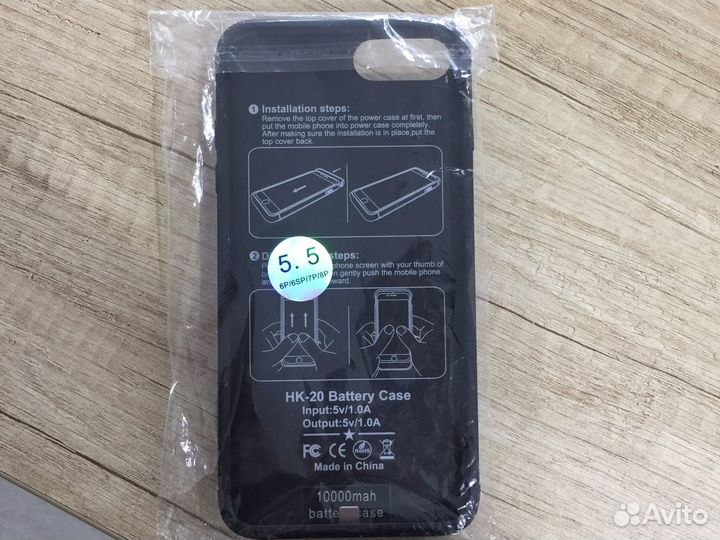 1 Installation steps:
Remove the top cover of the power case at first, then
put the mobile phone into power case completely.
After making sure the installation is in place,put the
top cover back.
2 D steps:
phone screen with your thumb of
gently push the mobile phone
5.5
6P/6SP/7P/8P
HK-20 Battery Case
Input:5v/1.0A
Output:5v/1.0A
FC CE RoHS
Made in China
10000mah
battery case
Avito